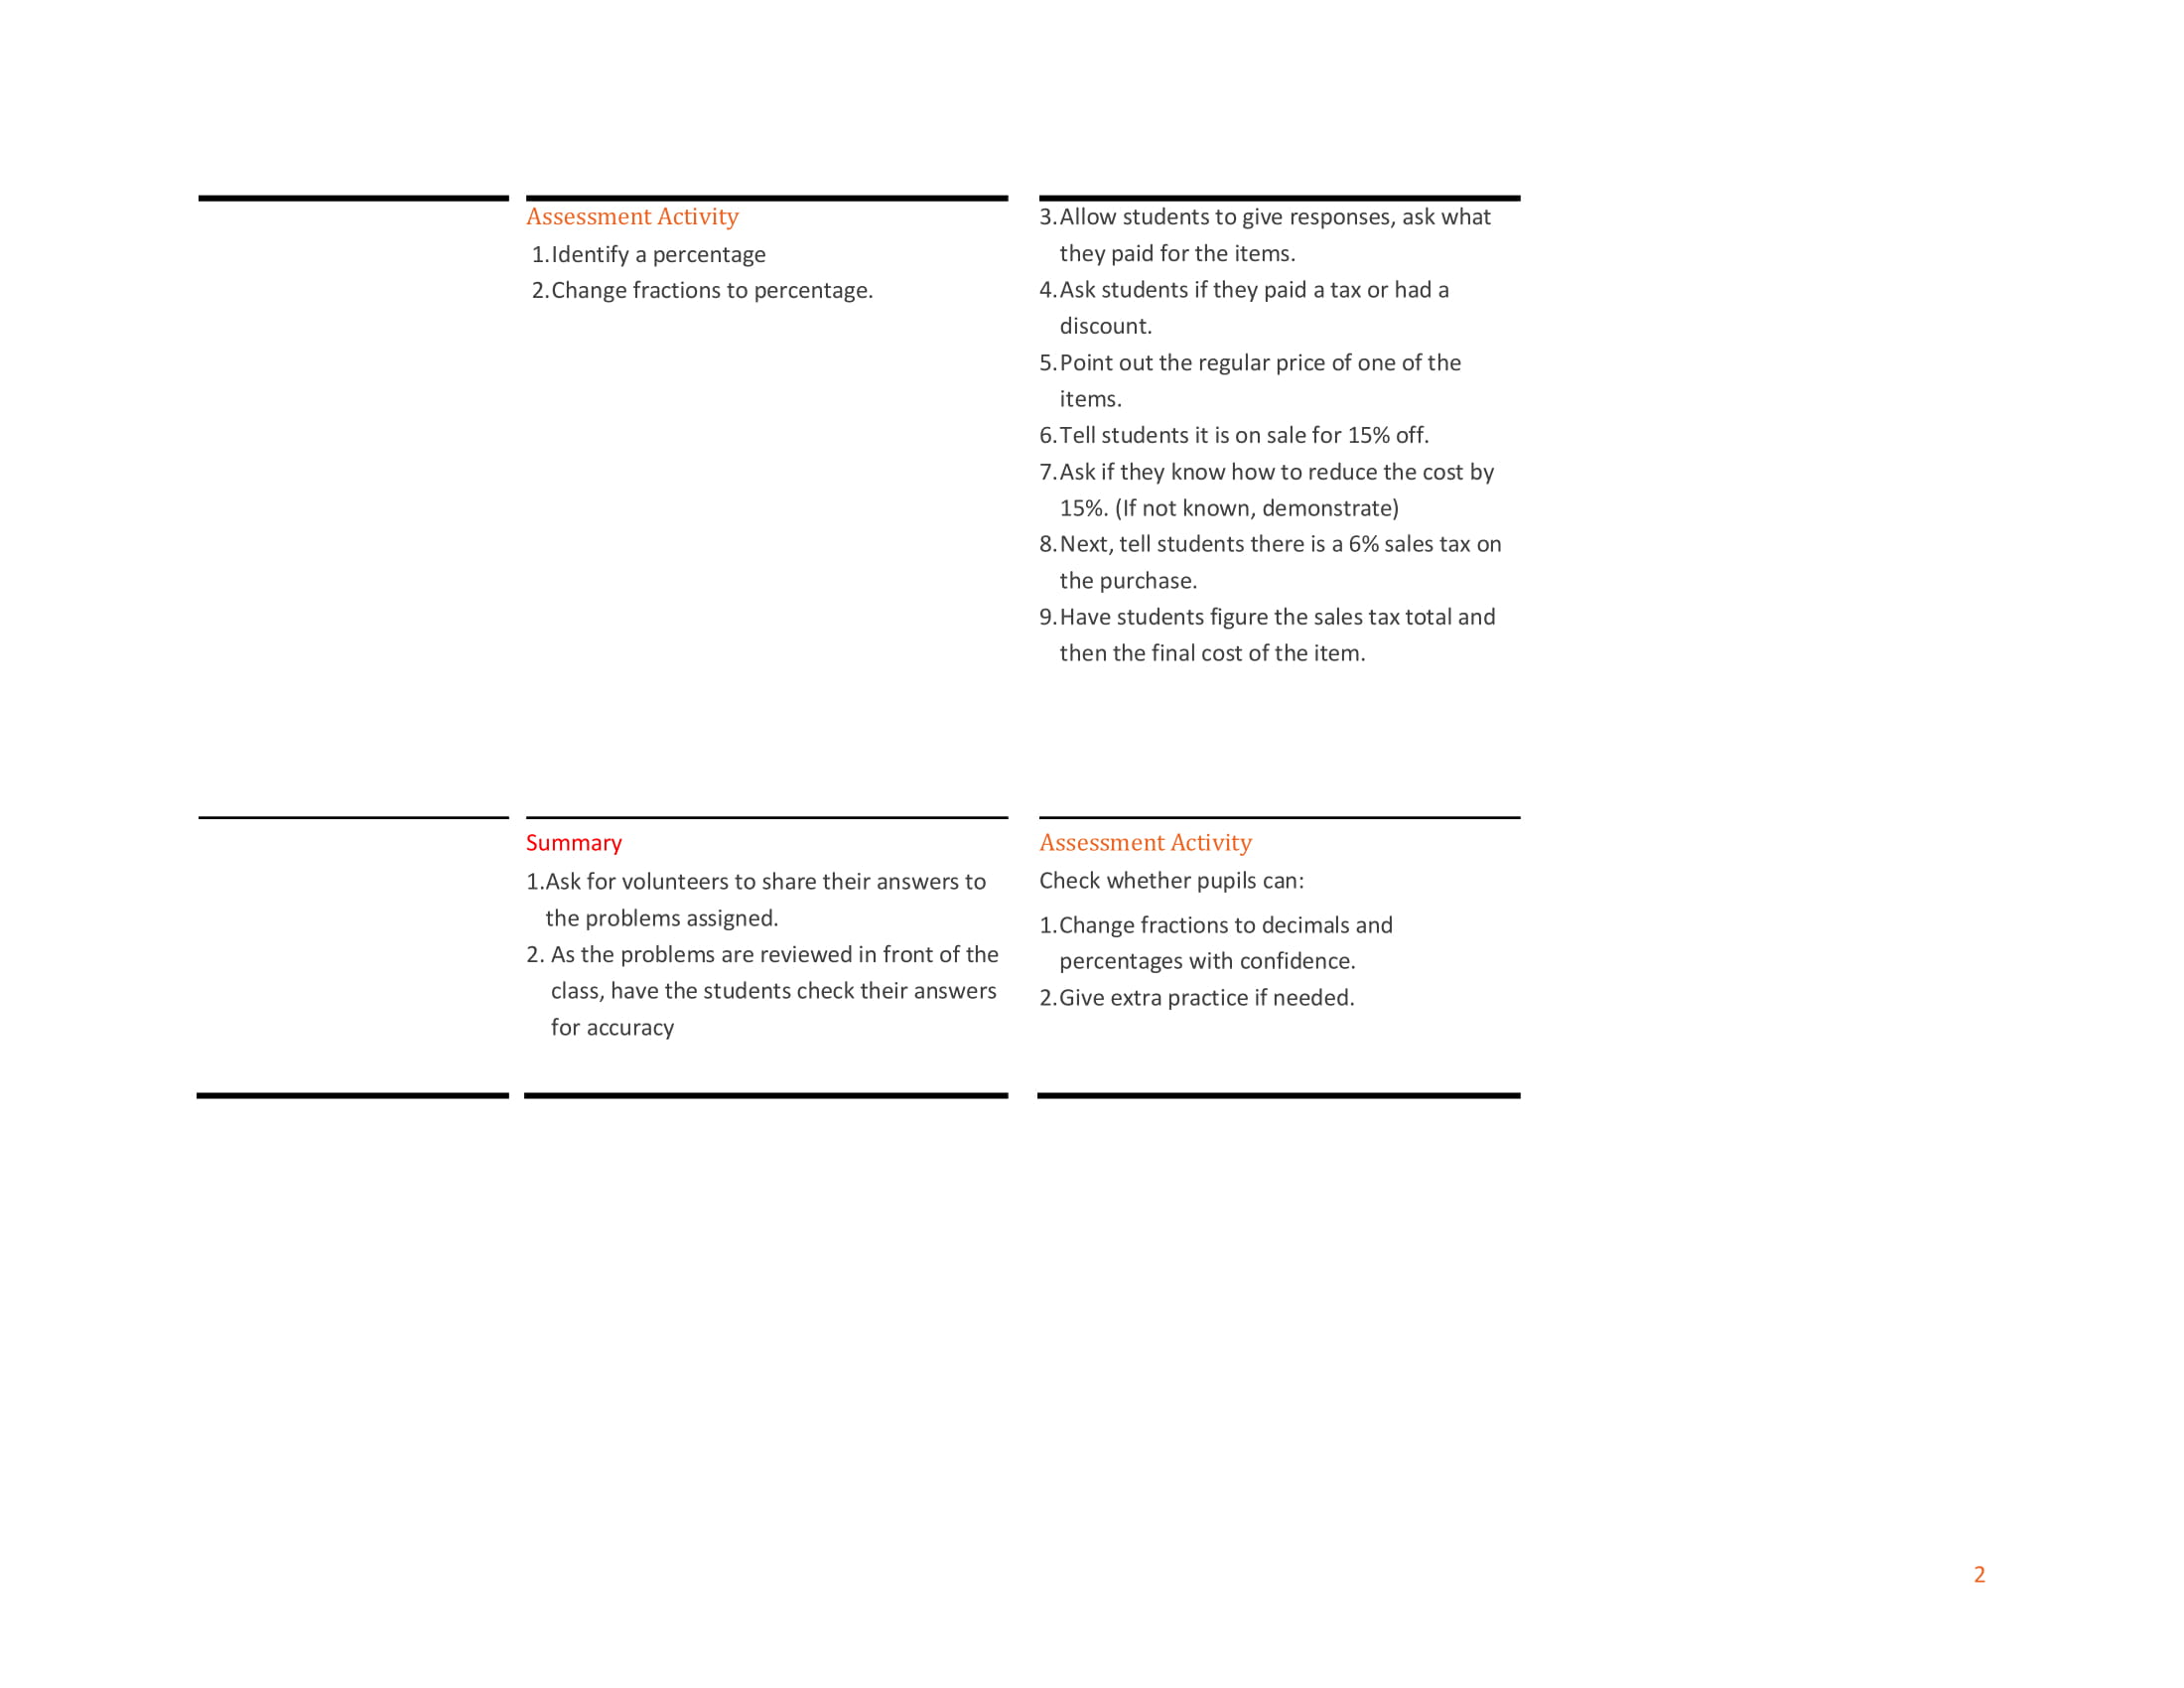 Assessment Activity
1.Identify a percentage
2.Change fractions to percentage.
3.Allow students to give responses, ask what
they paid for the items.
4.Ask students if they paid a tax or had a
discount.
5.Point out the regular price of one of the
items.
6.Tell students it is on sale for 15% off.
7.Ask if they know how to reduce the cost by
15%. (If not known, demonstrate)
8.Next, tell students there is a 6% sales tax on
the purchase.
9.Have students figure the sales tax total and
then the final cost of the item.
Summary
1.Ask for volunteers to share their answers to
the problems assigned.
2. As the problems are reviewed in front of the
class, have the students check their answers
for accuracy
Assessment Activity
Check whether pupils can:
1.Change fractions to decimals and
percentages with confidence.
2.Give extra practice if needed.
2